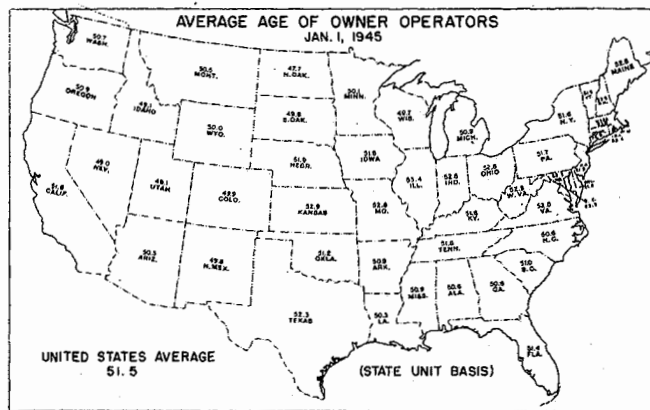 AVERAGE AGE OF OWNER OPERATORS
JAN. 1, 1945
50.7
WASH.
50.9
OREGON
49.1
IDAHO
50.5
MONT.
47.7
N.DAK.
50.1
MINN.
49.7
WIS.
50.9
MICH.
52.8
MAINE
51.6
N.Y.
49.8
S.DAK.
50.0
WYO.
49.0
NEV.
49.1
UTAH
49.9
COLO.
51.9
NEBR.
IOWA
53.4
ILL.
52.8
IND.
52.8
OHIO
51.7
PA.
CALIF.
52.9
KANSAS
52.8
MO.
KY.
52.9
W.VA.
VA.
50.5
ARIZ.
49.8
N.MEX.
51.2
OKLA.
50.9
ARK.
51.8
TENN.
50.6
N.C.
51.0
S.C.
52.3
TEXAS
50.3
LA.
50.9
MISS.
50.6
ALA.
50.6
GA.
51.4
FLA.
UNITED STATES AVERAGE
51.5
(STATE UNIT BASIS)